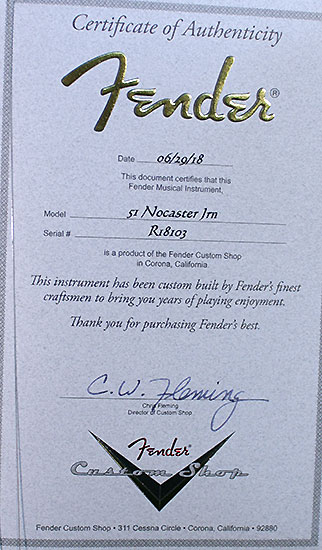 Certificate of Authenticity
Fender®
Date 06/29/18
This document certifies that this
Fender Musical Instrument,
Model 51 Nocaster Jrn
Serial # R18103
is a product of the Fender Custom Shop
in Corona, California.
This instrument has been custom built by Fender's finest
craftsmen to bring you years of playing enjoyment.
Thank you for purchasing Fender's best.
C.W. Fleming
Chris Fleming
Director of Custom Shop
Fender
Custom Shop
Fender Custom Shop • 311 Cessna Circle • Corona, California • 92880